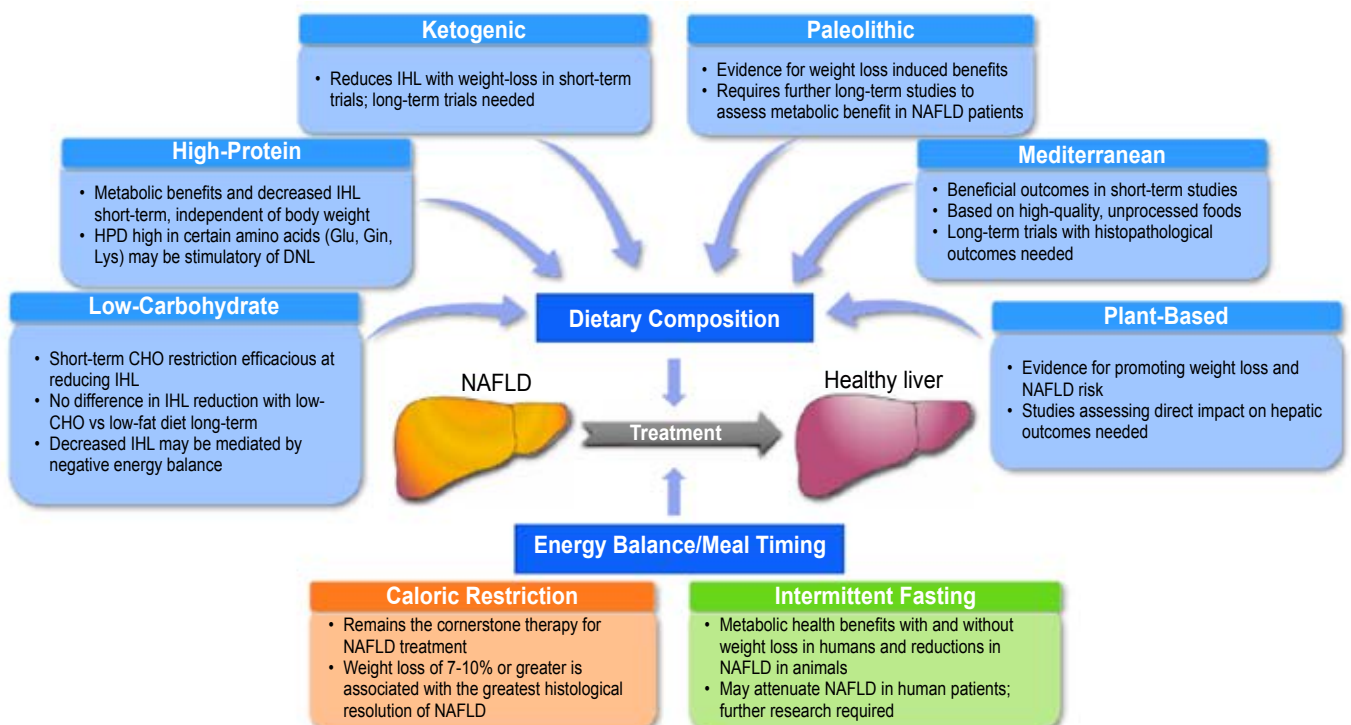 Ketogenic
• Reduces IHL with weight-loss in short-term
trials; long-term trials needed
Paleolithic
• Evidence for weight loss induced benefits
• Requires further long-term studies to
assess metabolic benefit in NAFLD patients
High-Protein
• Metabolic benefits and decreased IHL
short-term, independent of body weight
• HPD high in certain amino acids (Glu, Gin,
Lys) may be stimulatory of DNL
Mediterranean
• Beneficial outcomes in short-term studies
• Based on high-quality, unprocessed foods
• Long-term trials with histopathological
outcomes needed
Low-Carbohydrate
• Short-term CHO restriction efficacious at
reducing IHL
• No difference in IHL reduction with low-
CHO vs low-fat diet long-term
• Decreased IHL may be mediated by
negative energy balance
Dietary Composition
Plant-Based
• Evidence for promoting weight loss and
NAFLD risk
• Studies assessing direct impact on hepatic
outcomes needed
NAFLD
Treatment
Healthy liver
Energy Balance/Meal Timing
Caloric Restriction
• Remains the cornerstone therapy for
NAFLD treatment
• Weight loss of 7-10% or greater is
associated with the greatest histological
resolution of NAFLD
Intermittent Fasting
• Metabolic health benefits with and without
weight loss in humans and reductions in
NAFLD in animals
• May attenuate NAFLD in human patients;
further research required